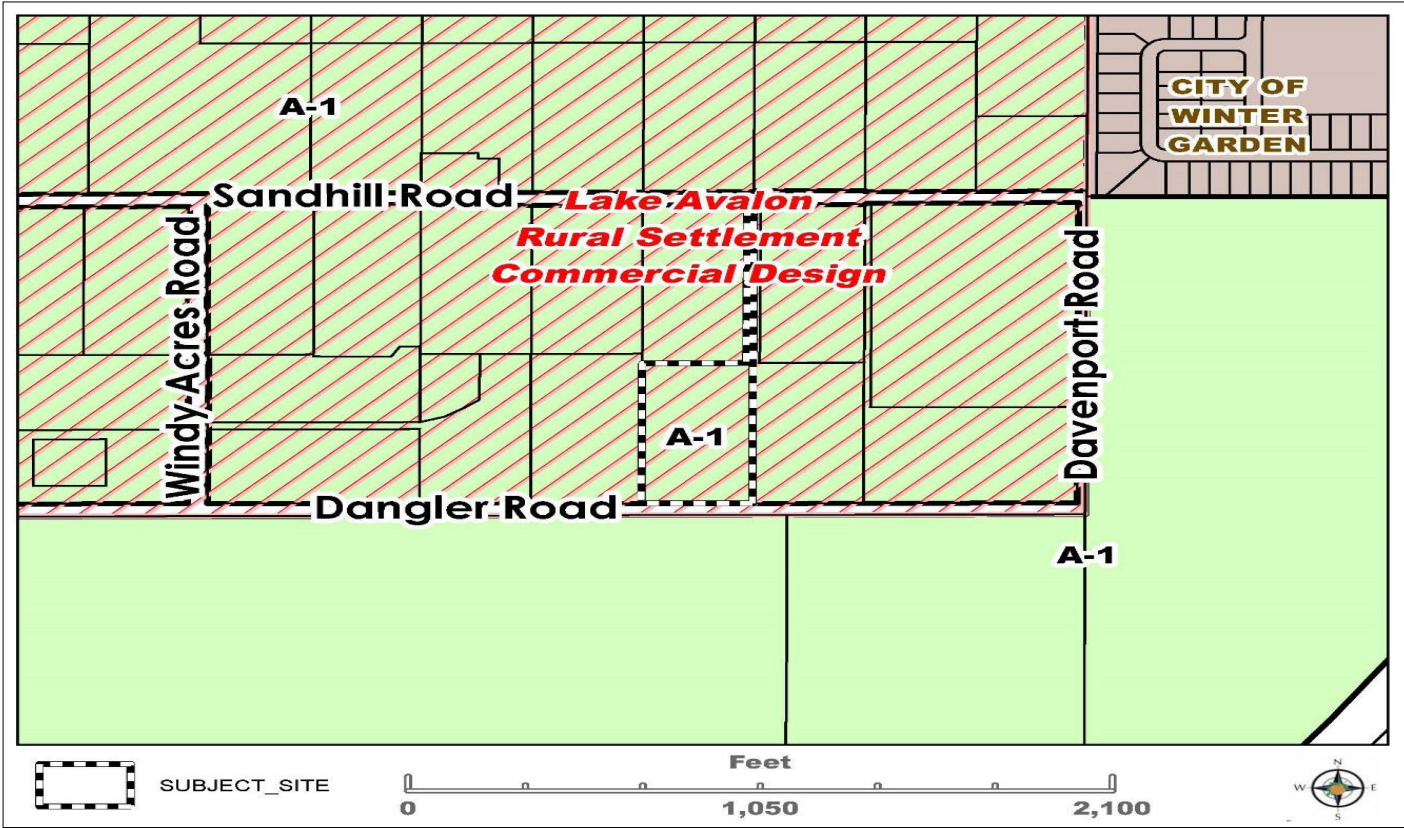 A-1
CITY OF
WINTER
GARDEN
Sandhill Road
Lake Avalon
Rural Settlement
Commercial Design
Windy Acres Road
Davenport Road
A-1
Dangler Road
A-1
SUBJECT_SITE
Feet
0
1,050
2,100
N
W
E
S